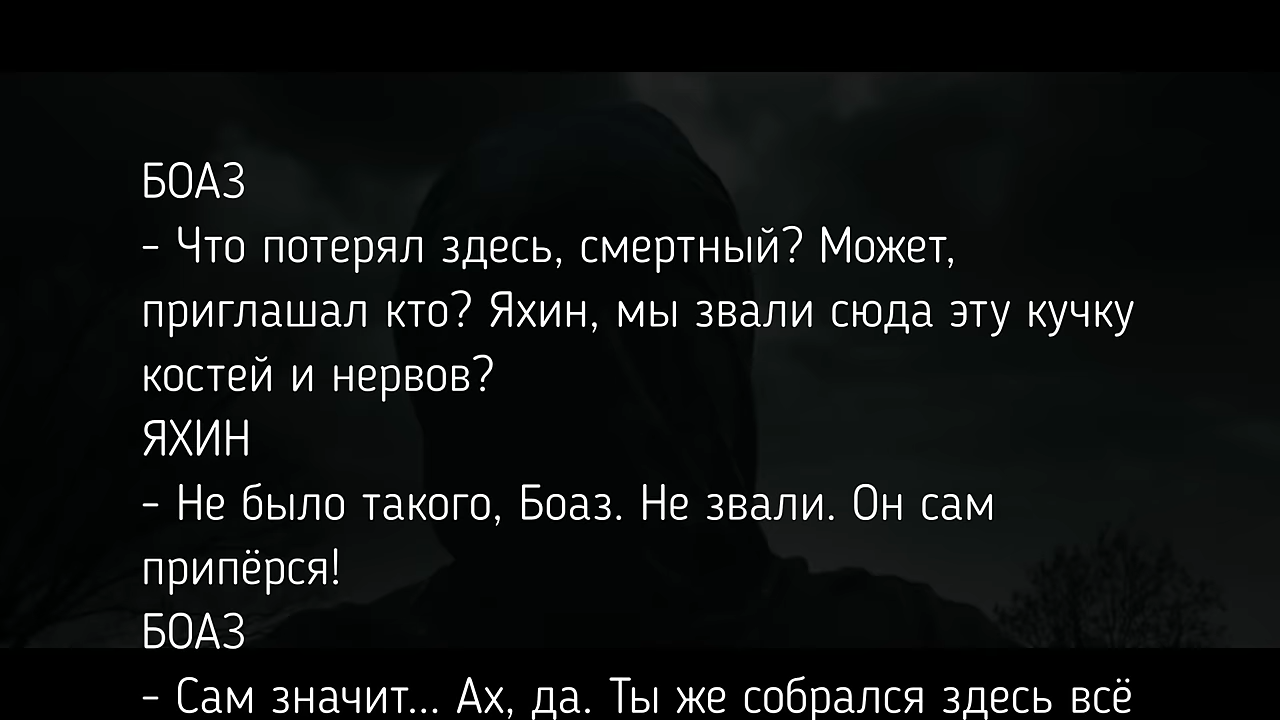 БОАЗ
– Что потерял здесь, смертный? Может,
приглашал кто? Яхин, мы звали сюда эту кучку
костей и нервов?
ЯХИН
– Не было такого, Боаз. Не звали. Он сам
припёрся!
БОАЗ
– Сам значит... Ах, да. Ты же собрался здесь всё